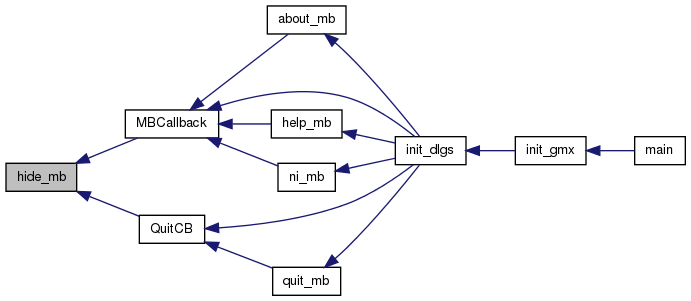 about_mb
MBCallback
help_mb
init_dlgs
init_gmx
main
hide_mb
ni_mb
QuitCB
quit_mb